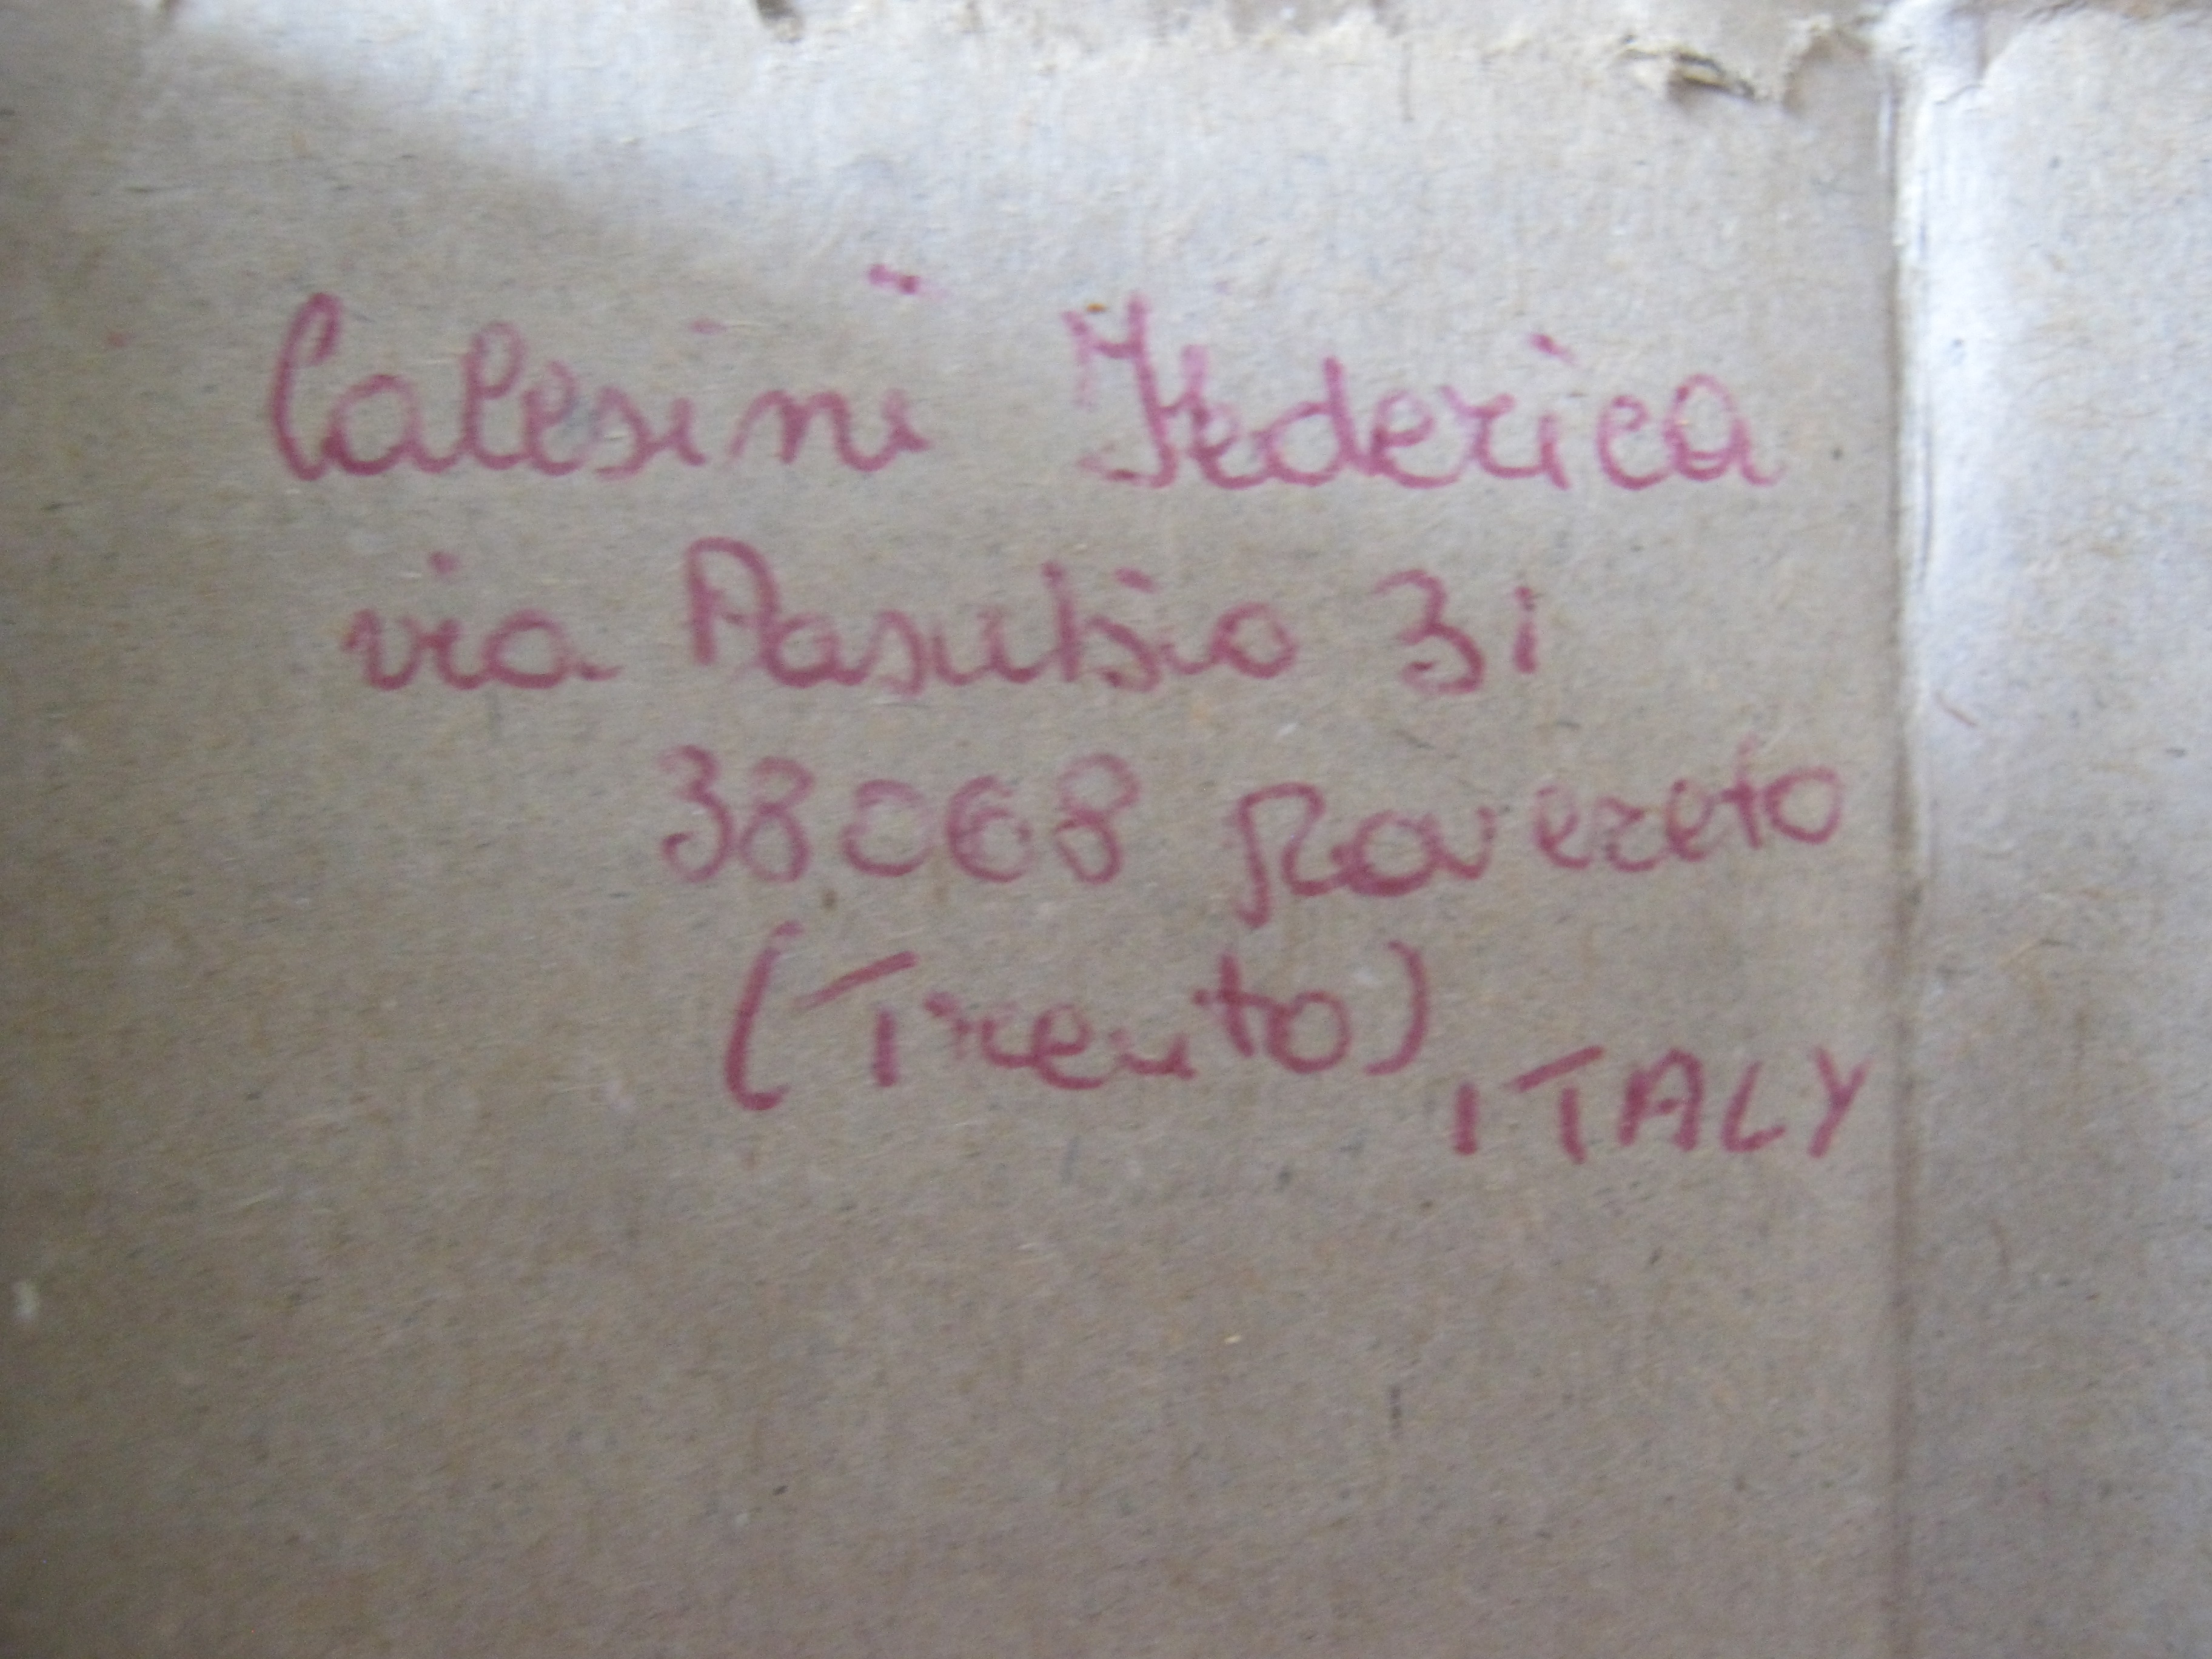 Calesini Federica
via Pasubio 31
38068 Rovereto
(Trento)
ITALY